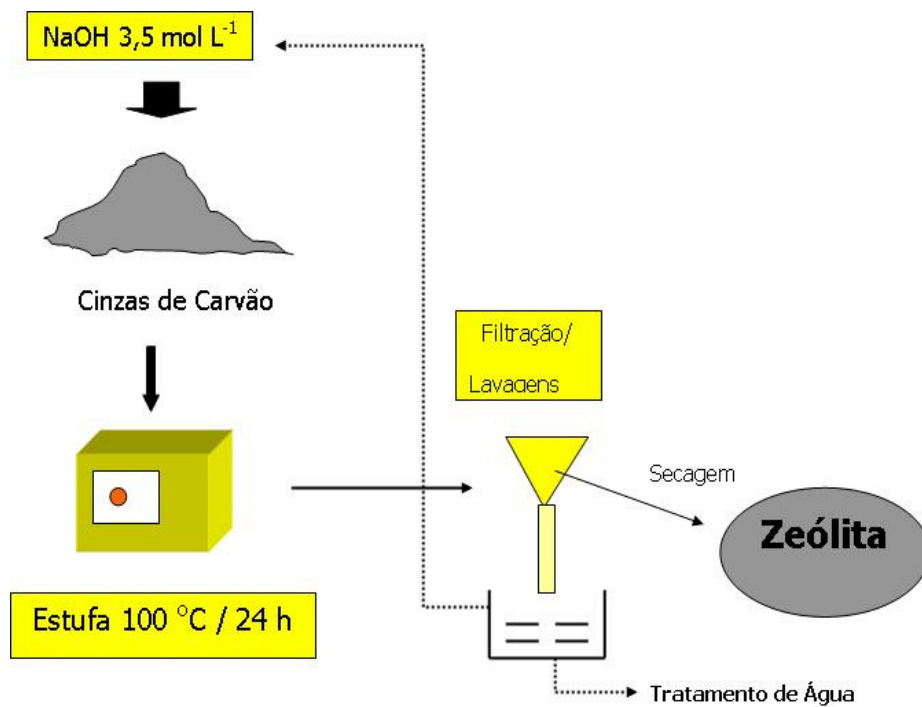 NaOH 3,5 mol L⁻¹
Cinzas de Carvão
Filtração/
Lavagens
Secagem
Zeólita
Estufa 100 °C / 24 h
Tratamento de Água